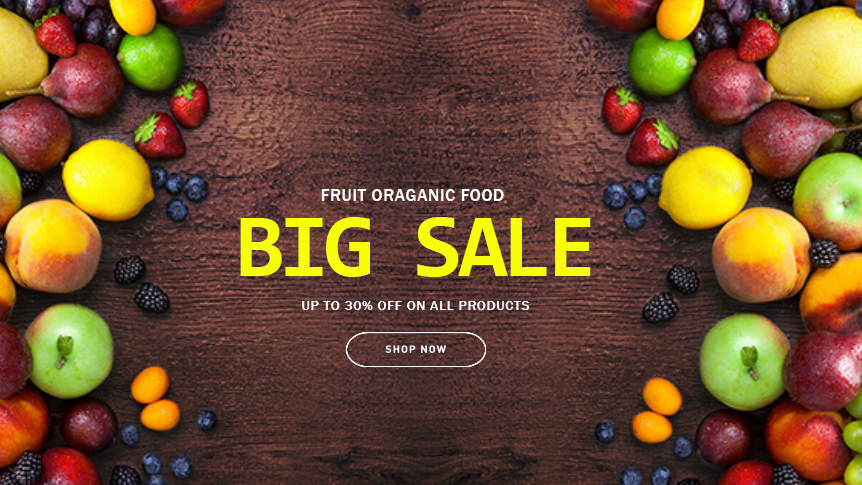 FRUIT ORAGANIC FOOD
BIG SALE
UP TO 30% OFF ON ALL PRODUCTS
SHOP NOW